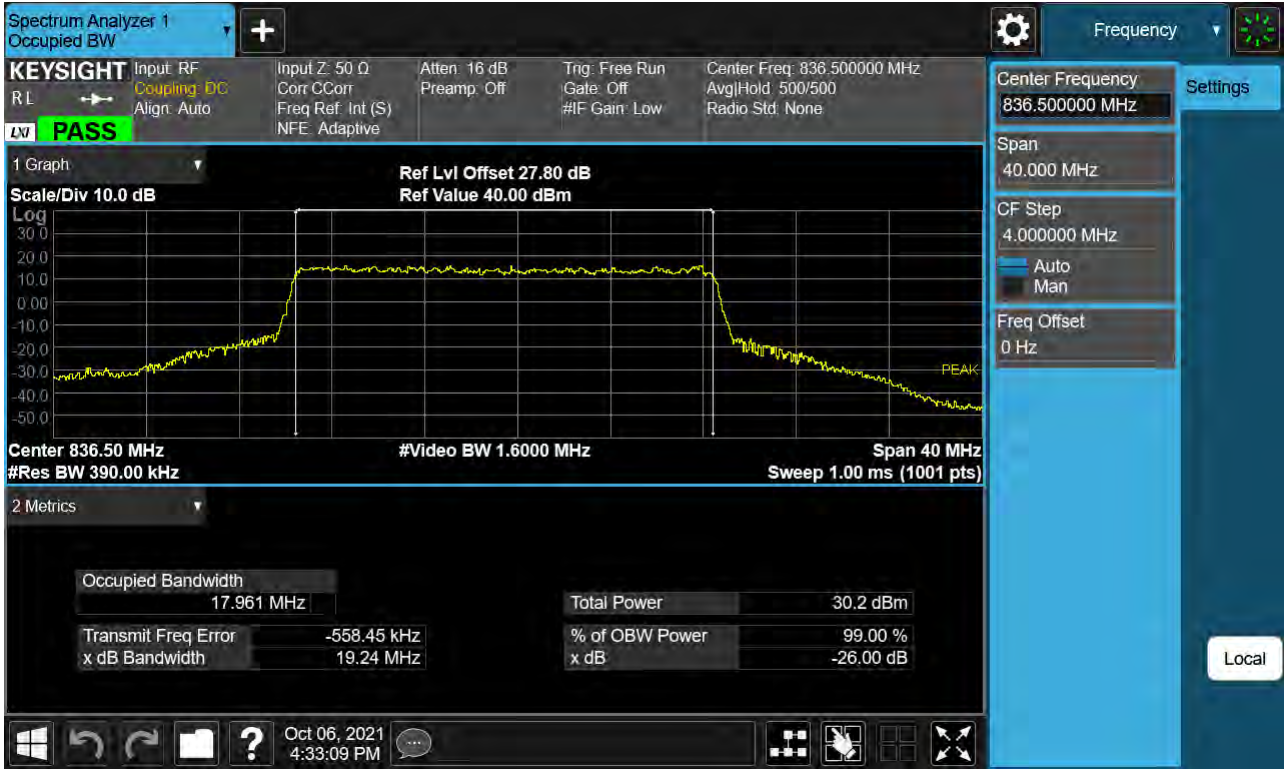 Spectrum Analyzer 1
Occupied BW
+
Frequency
KEYSIGHT
RL
LXI
PASS
Input: RF
Coupling: DC
Align: Auto
Input Z: 50 Ω
Corr CCorr
Freq Ref: Int (S)
NFE: Adaptive
Atten: 16 dB
Preamp: Off
Trig: Free Run
Gate: Off
#IF Gain: Low
Center Freq: 836.500000 MHz
Avg|Hold: 500/500
Radio Std: None
Center Frequency
836.500000 MHz
Settings
Span
40.000 MHz
CF Step
4.000000 MHz
Auto
Man
Freq Offset
0 Hz
Local
1 Graph
Scale/Div 10.0 dB
Ref Lvl Offset 27.80 dB
Ref Value 40.00 dBm
Log
30.0
20.0
10.0
0.00
-10.0
-20.0
-30.0
-40.0
-50.0
PEAK
Center 836.50 MHz
#Video BW 1.6000 MHz
Span 40 MHz
#Res BW 390.00 kHz
Sweep 1.00 ms (1001 pts)
2 Metrics
Occupied Bandwidth
17.961 MHz
Total Power 30.2 dBm
Transmit Freq Error -558.45 kHz
% of OBW Power 99.00 %
x dB Bandwidth 19.24 MHz
x dB -26.00 dB
?
Oct 06, 2021
4:33:09 PM